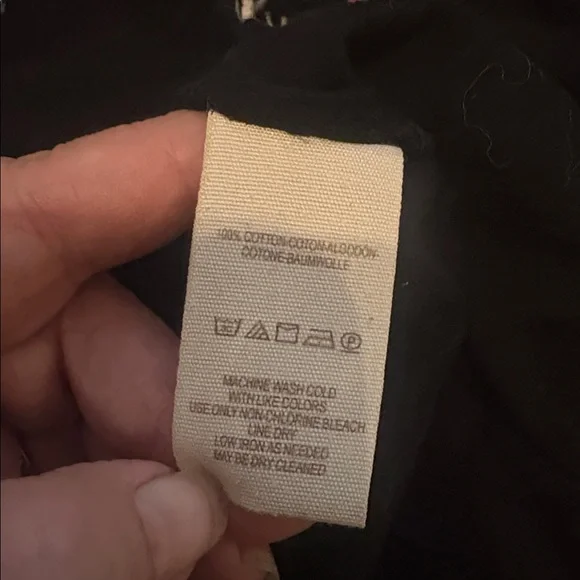 100% COTTON-COTON-ALGODON-
COTONE-BAUMWOLLE
P
MACHINE WASH COLD
WITH LIKE COLORS
USE ONLY NON-CHLORINE BLEACH
LINE DRY
LOW IRON AS NEEDED
MAY BE DRY CLEANED